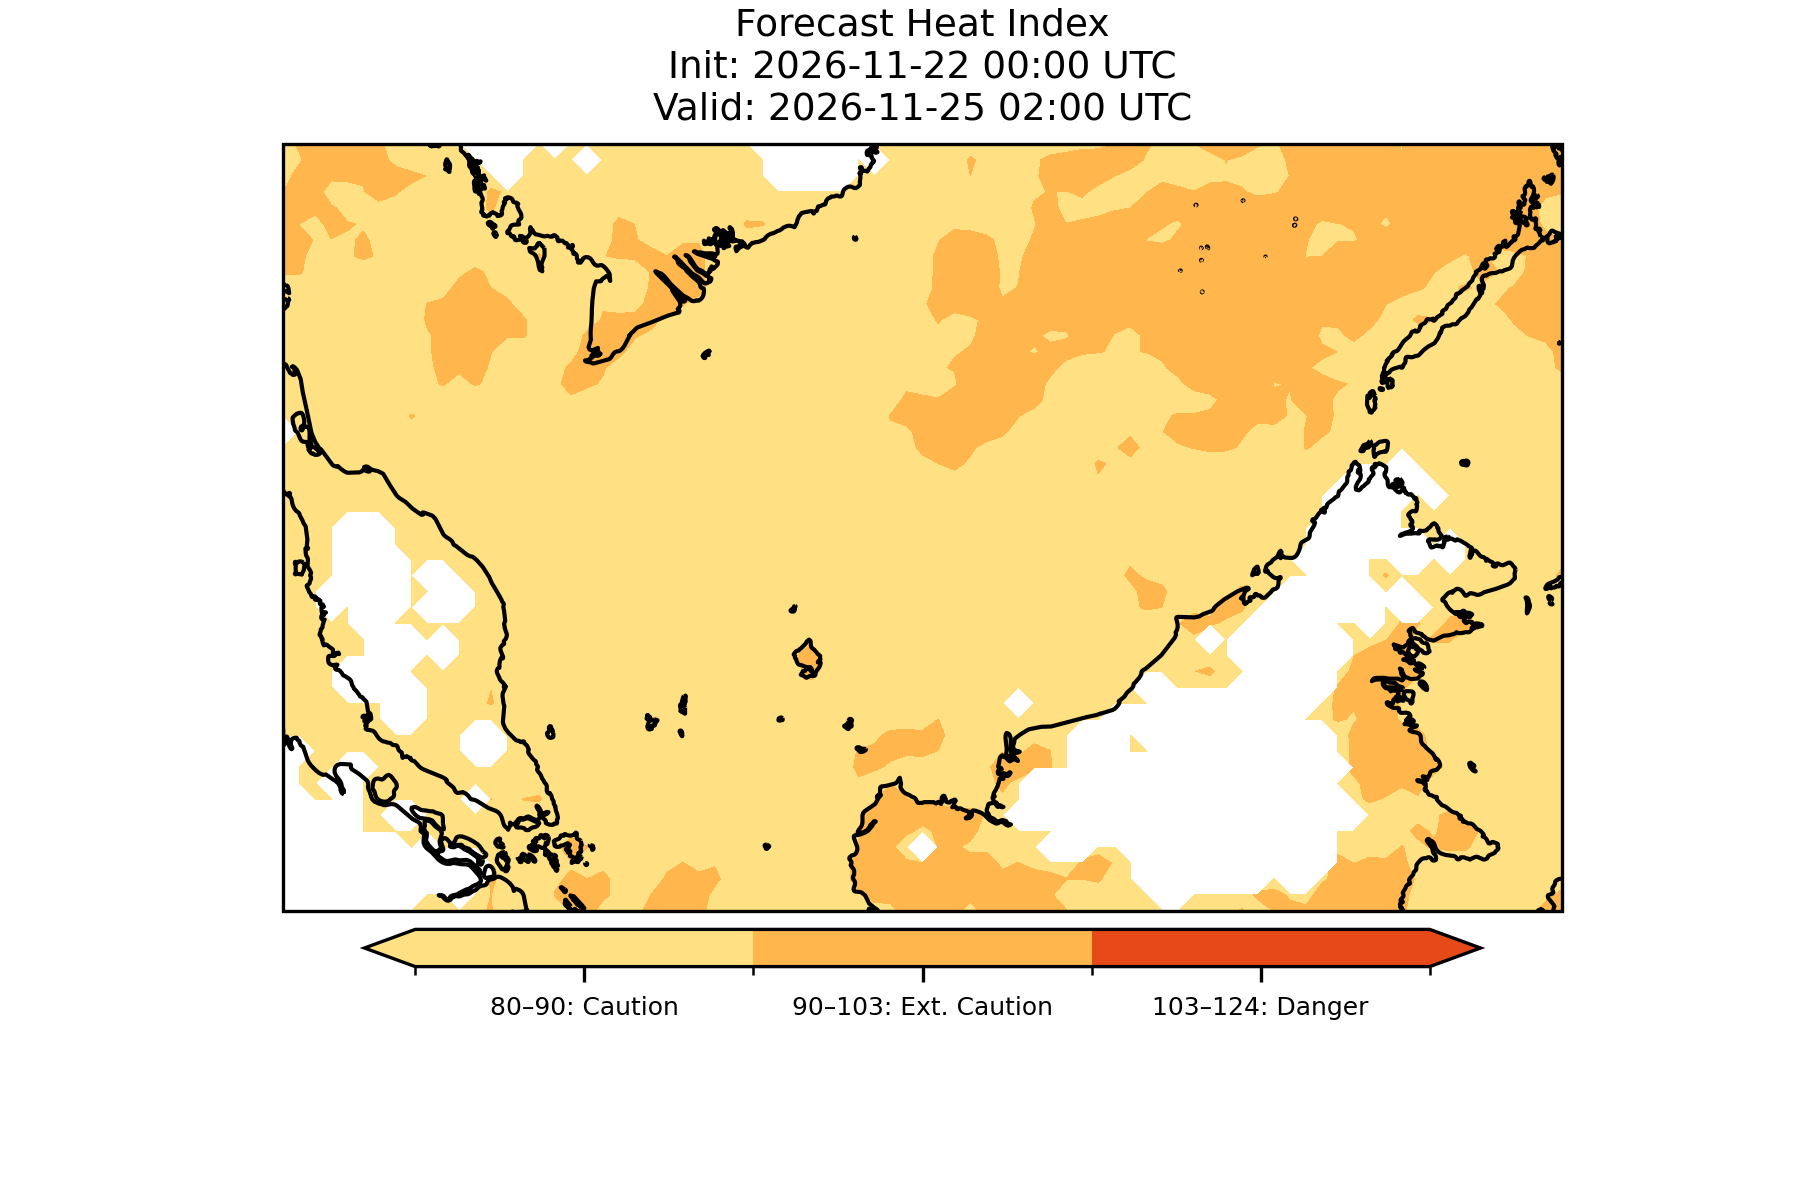 Forecast Heat Index
Init: 2026-11-22 00:00 UTC
Valid: 2026-11-25 02:00 UTC
80–90: Caution
90–103: Ext. Caution
103–124: Danger